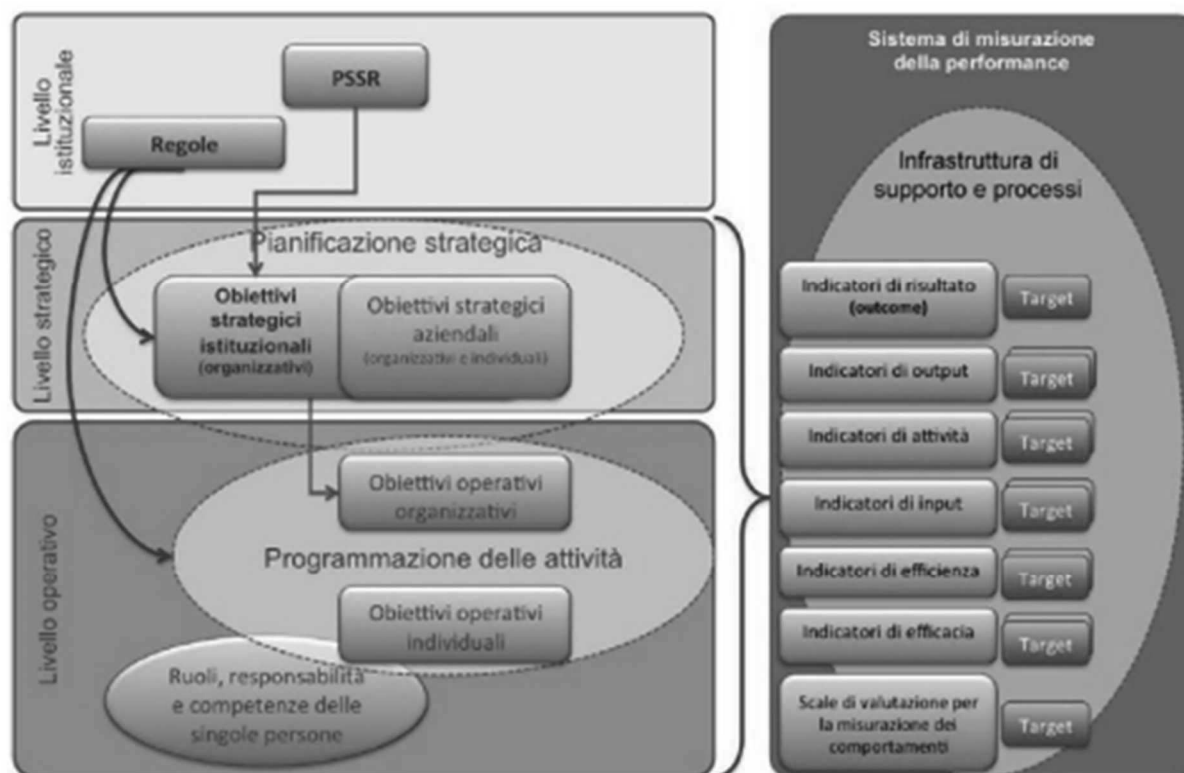 Livello
istituzionale
PSSR
Regole
Livello strategico
Pianificazione strategica
Obiettivi
strategici
istituzionali
(organizzativi)
Obiettivi strategici
aziendali
(organizzativi e individuali)
Livello operativo
Obiettivi operativi
organizzativi
Programmazione delle attività
Obiettivi operativi
individuali
Ruoli, responsabilità
e competenze delle
singole persone
Sistema di misurazione
della performance
Infrastruttura di
supporto e processi
Indicatori di risultato
(outcome)
Target
Indicatori di output
Target
Indicatori di attività
Target
Indicatori di input
Target
Indicatori di efficienza
Target
Indicatori di efficacia
Target
Scale di valutazione per
la misurazione dei
comportamenti
Target